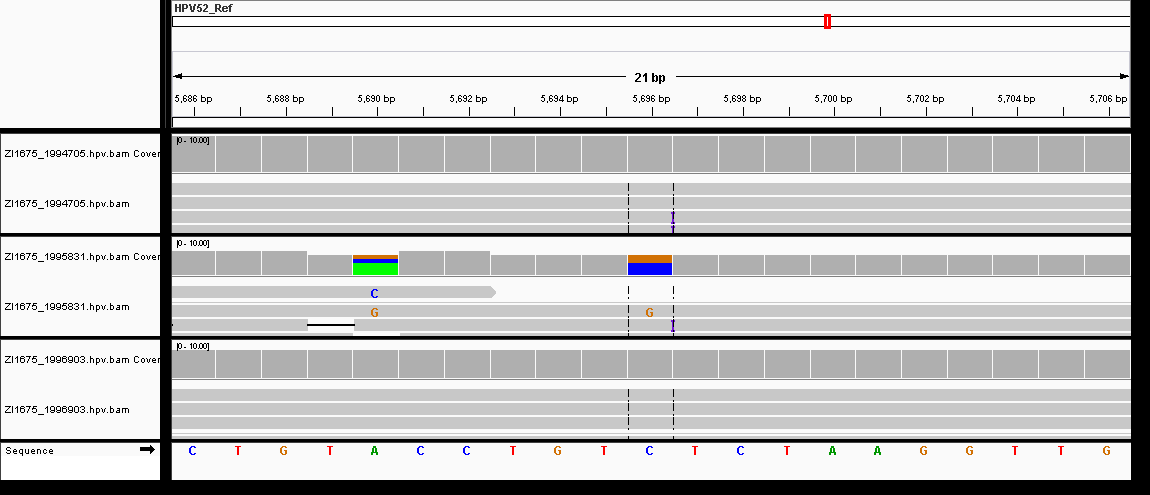 HPV52_Ref
21 bp
5,686 bp 5,688 bp 5,690 bp 5,692 bp 5,694 bp 5,696 bp 5,698 bp 5,700 bp 5,702 bp 5,704 bp 5,706 bp
[0 - 10.00]
ZI1675_1994705.hpv.bam Cover
ZI1675_1994705.hpv.bam
I
I
[0 - 10.00]
ZI1675_1995831.hpv.bam Cover
C
ZI1675_1995831.hpv.bam
G G
I
[0 - 10.00]
ZI1675_1996903.hpv.bam Cover
ZI1675_1996903.hpv.bam
Sequence C T G T A C C T G T C T C T A A G G T T G